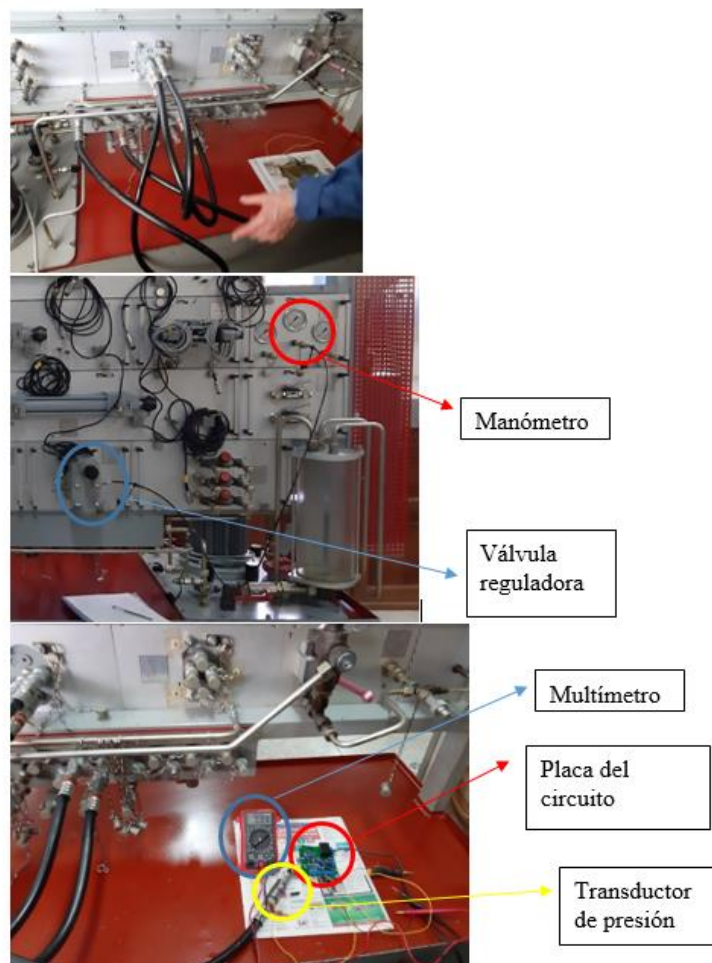 Manómetro
Válvula
reguladora
Multímetro
Placa del
circuito
Transductor
de presión